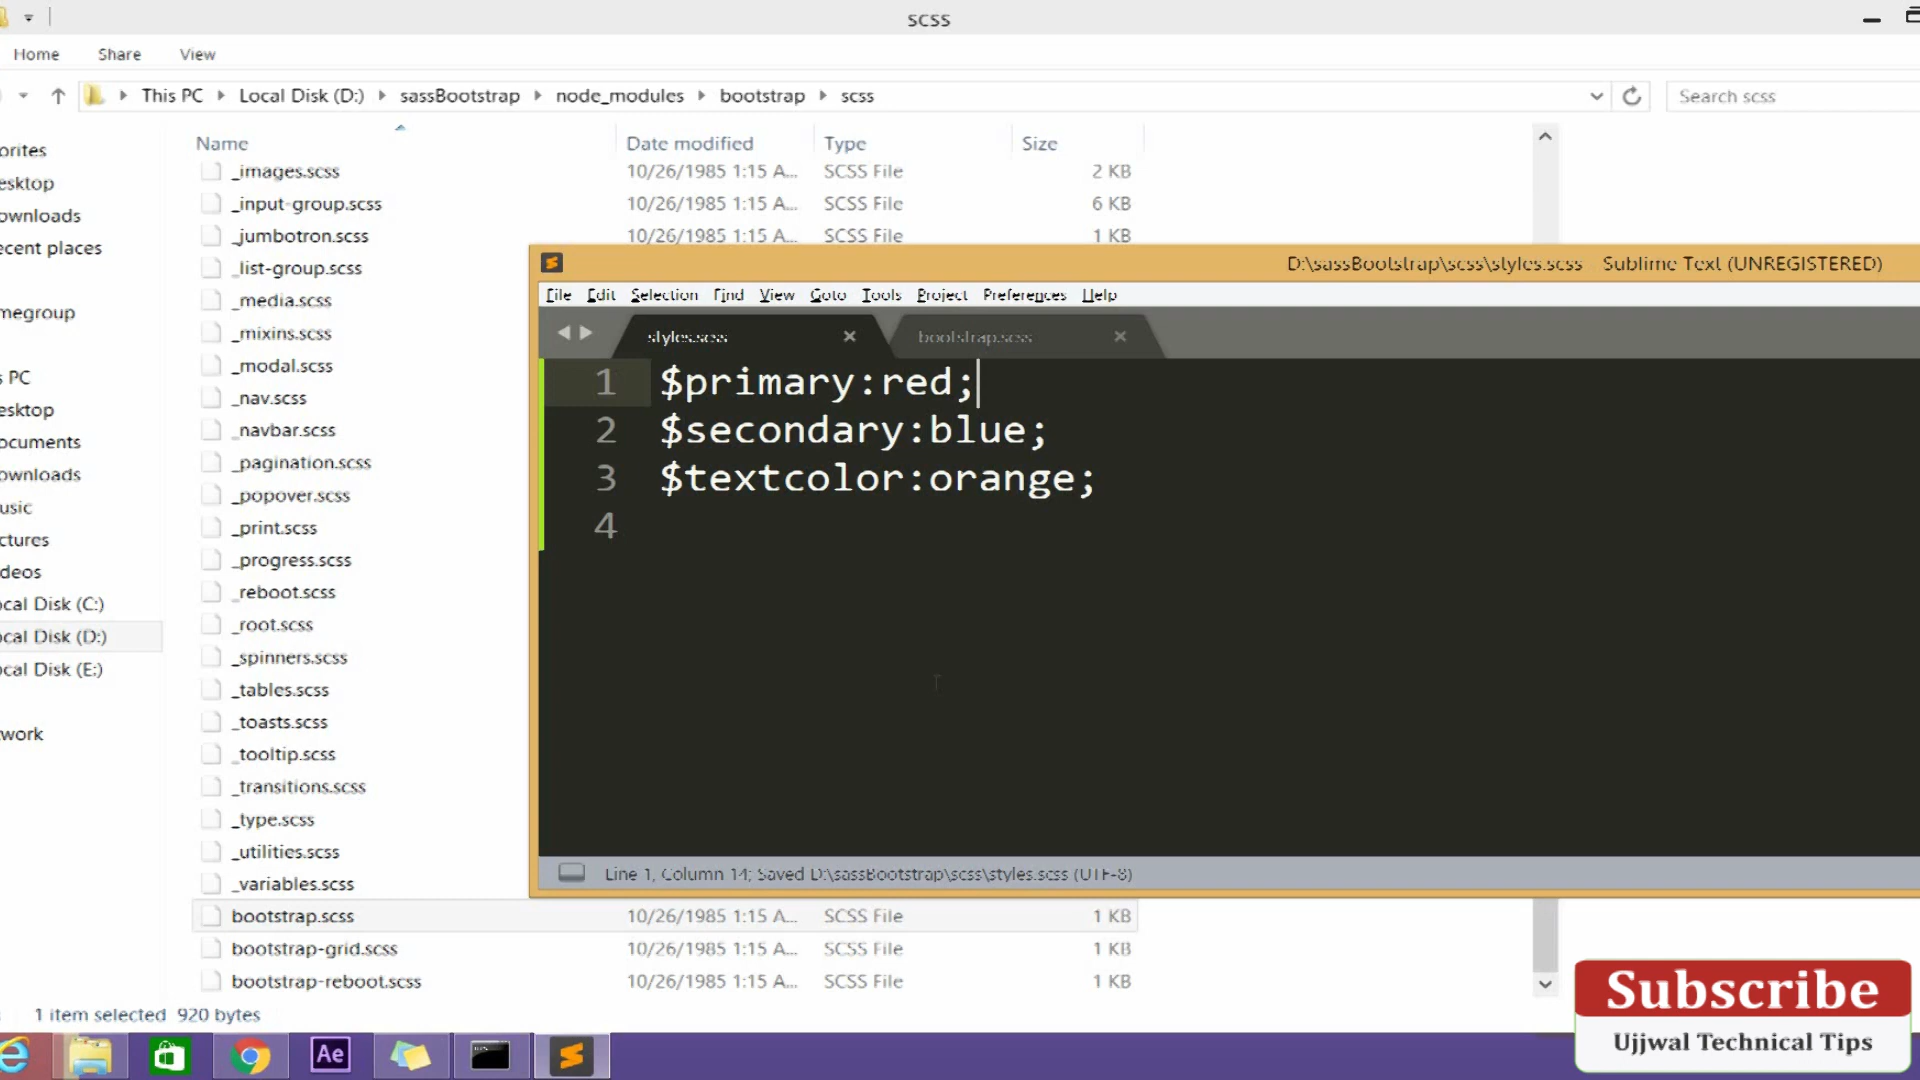 scss
Home Share View
This PC Local Disk (D:) sassBootstrap node_modules bootstrap scss Search scss
Name Date modified Type Size
orites
esktop
ownloads
ecent places
megroup
s PC
esktop
ocuments
ownloads
usic
ctures
deos
ocal Disk (C:)
ocal Disk (D:)
ocal Disk (E:)
twork
_images.scss 10/26/1985 1:15 A... SCSS File 2 KB
_input-group.scss 10/26/1985 1:15 A... SCSS File 6 KB
_jumbotron.scss 10/26/1985 1:15 A... SCSS File 1 KB
_list-group.scss
_media.scss
_mixins.scss
_modal.scss
_nav.scss
_navbar.scss
_pagination.scss
_popover.scss
_print.scss
_progress.scss
_reboot.scss
_root.scss
_spinners.scss
_tables.scss
_toasts.scss
_tooltip.scss
_transitions.scss
_type.scss
_utilities.scss
_variables.scss
bootstrap.scss 10/26/1985 1:15 A... SCSS File 1 KB
bootstrap-grid.scss 10/26/1985 1:15 A... SCSS File 1 KB
bootstrap-reboot.scss 10/26/1985 1:15 A... SCSS File 1 KB
1 item selected 920 bytes
D:\sassBootstrap\scss\styles.scss Sublime Text (UNREGISTERED)
File Edit Selection Find View Goto Tools Project Preferences Help
styles.scss bootstrap.scss
1 $primary:red;
2 $secondary:blue;
3 $textcolor:orange;
4
Line 1, Column 14; Saved D:\sassBootstrap\scss\styles.scss (UTF-8)
Ae
Subscribe
Ujjwal Technical Tips